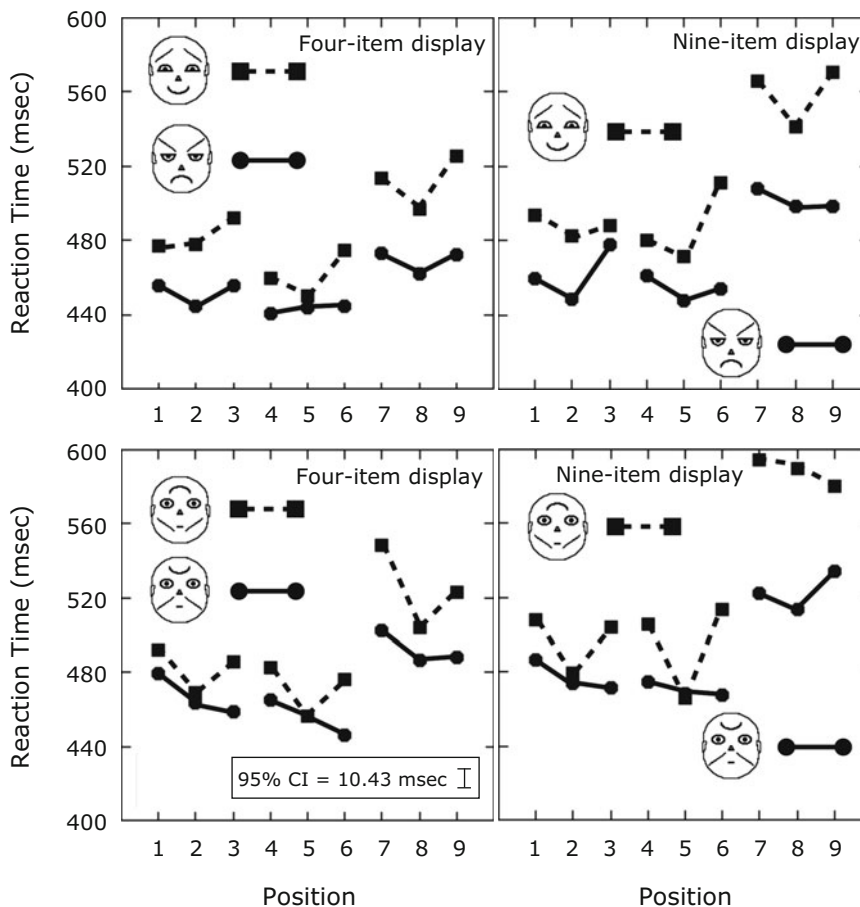 Reaction Time (msec)
600
560
520
480
440
400
Four-item display
1 2 3 4 5 6 7 8 9
Nine-item display
1 2 3 4 5 6 7 8 9
Reaction Time (msec)
600
560
520
480
440
400
Four-item display
95% CI = 10.43 msec
1 2 3 4 5 6 7 8 9
Position
Nine-item display
1 2 3 4 5 6 7 8 9
Position